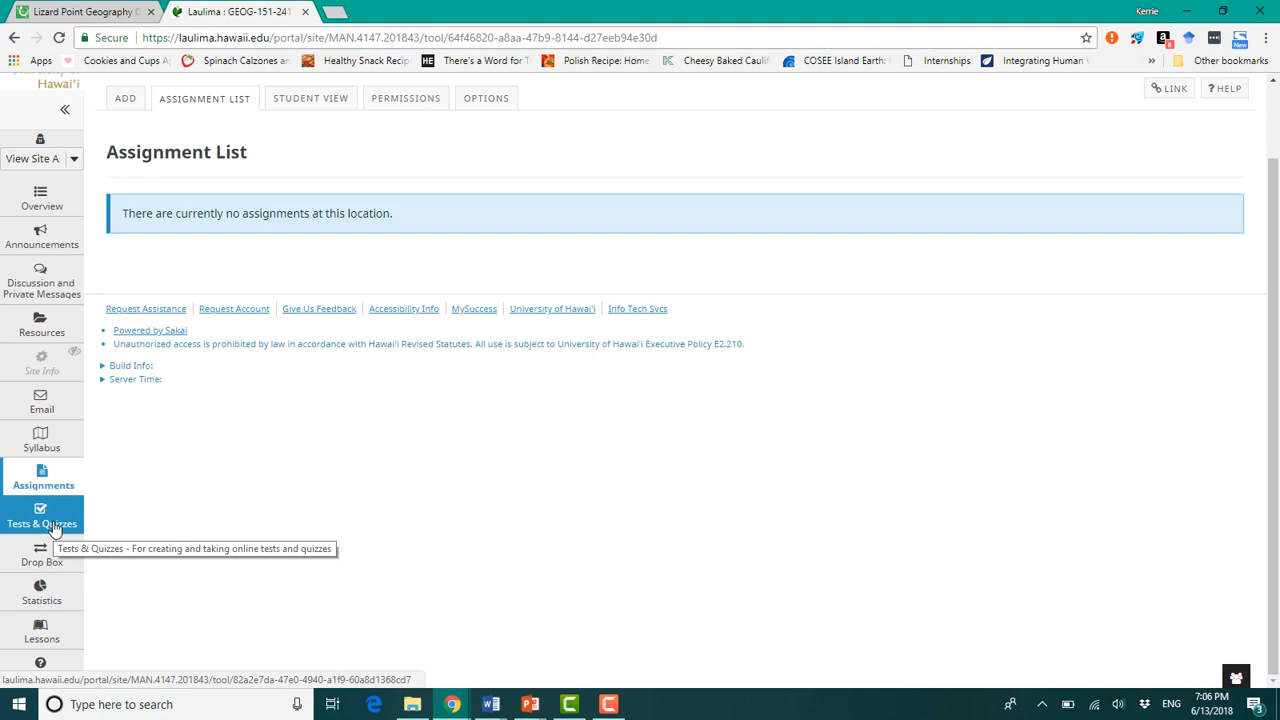 Lizard Point Geography
Laulima : GEOG-151-241
Kerrie
Secure https://laulima.hawaii.edu/portal/site/MAN.4147.201843/tool/64f46820-a8aa-47b9-8144-d27eeb94e30d
8
New
Apps Cookies and Cups Spinach Calzones Healthy Snack Recip HE There's a Word for Polish Recipe: Home Cheesy Baked Caulif COSEE Island Earth: Internships Integrating Human » Other bookmarks
Hawai‘i
ADD ASSIGNMENT LIST STUDENT VIEW PERMISSIONS OPTIONS LINK ? HELP
View Site A
Assignment List
There are currently no assignments at this location.
Overview
Announcements
Discussion and
Private Messages
Resources
Site Info
Email
Syllabus
Assignments
Tests & Quizzes
Tests & Quizzes - For creating and taking online tests and quizzes
Drop Box
Statistics
Lessons
Request Assistance Request Account Give Us Feedback Accessibility Info MySuccess University of Hawai'i Info Tech Svcs
Powered by Sakai
Unauthorized access is prohibited by law in accordance with Hawai'i Revised Statutes. All use is subject to University of Hawai'i Executive Policy E2.210.
Build Info:
Server Time:
laulima.hawaii.edu/portal/site/MAN.4147.201843/tool/82a2e7da-47e0-4940-a1f9-60a8d1368cd7
Type here to search
ENG
7:06 PM
6/13/2018
3